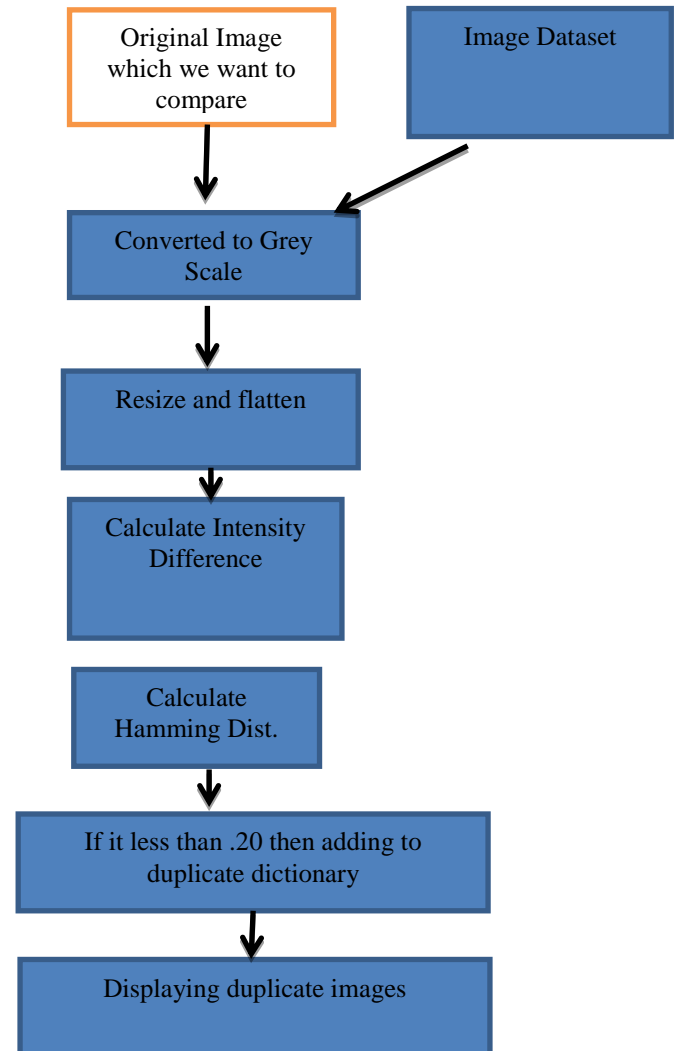 Original Image
which we want to
compare
Image Dataset
Converted to Grey
Scale
Resize and flatten
Calculate Intensity
Difference
Calculate
Hamming Dist.
If it less than .20 then adding to
duplicate dictionary
Displaying duplicate images